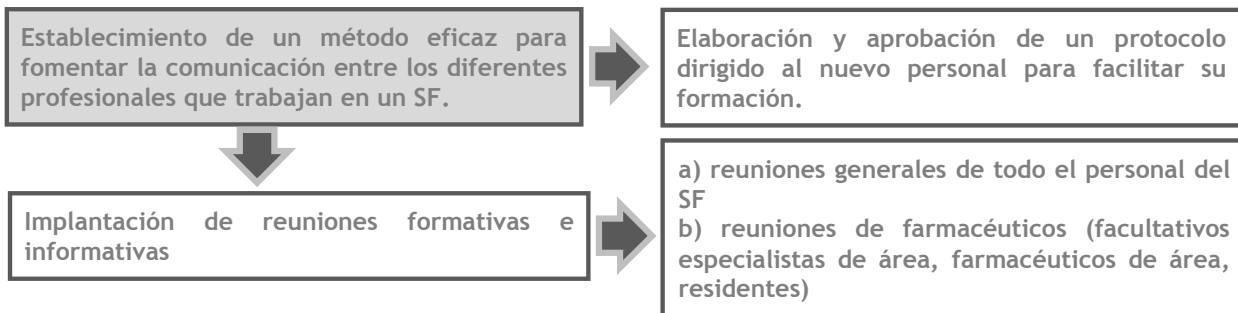 Establecimiento de un método eficaz para
fomentar la comunicación entre los diferentes
profesionales que trabajan en un SF.
Elaboración y aprobación de un protocolo
dirigido al nuevo personal para facilitar su
formación.
Implantación de reuniones formativas e
informativas
a) reuniones generales de todo el personal del
SF
b) reuniones de farmacéuticos (facultativos
especialistas de área, farmacéuticos de área,
residentes)